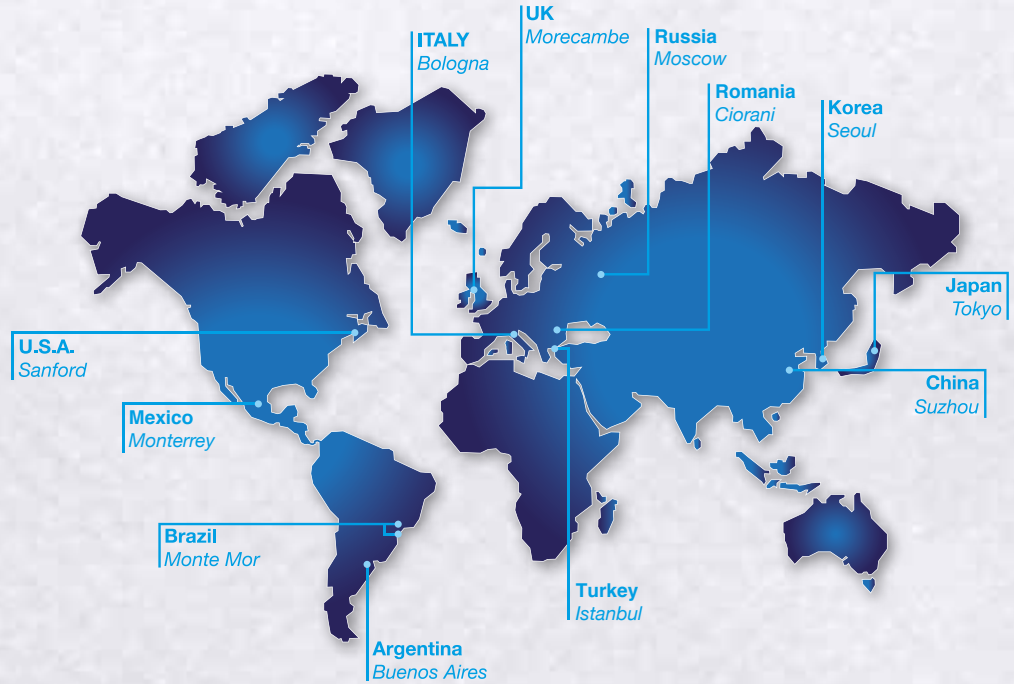 UK
Morecambe
ITALY
Bologna
Russia
Moscow
Romania
Ciorani
Korea
Seoul
Japan
Tokyo
U.S.A.
Sanford
China
Suzhou
Mexico
Monterrey
Brazil
Monte Mor
Turkey
Istanbul
Argentina
Buenos Aires